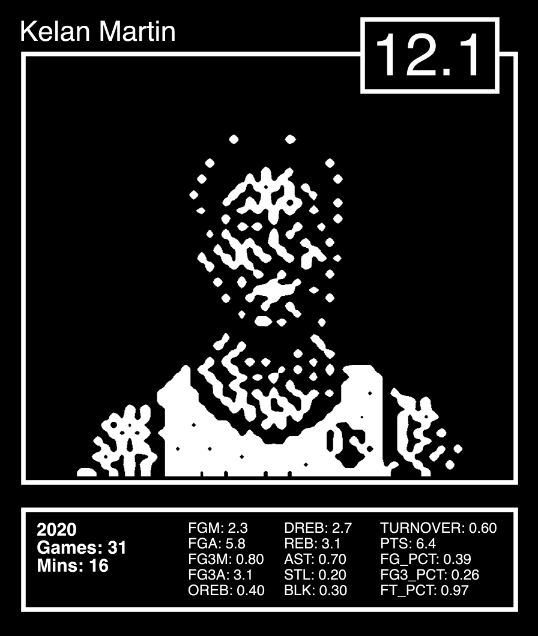 Kelan Martin
12.1
2020
Games: 31
Mins: 16
FGM: 2.3
FGA: 5.8
FG3M: 0.80
FG3A: 3.1
OREB: 0.40
DREB: 2.7
REB: 3.1
AST: 0.70
STL: 0.20
BLK: 0.30
TURNOVER: 0.60
PTS: 6.4
FG_PCT: 0.39
FG3_PCT: 0.26
FT_PCT: 0.97